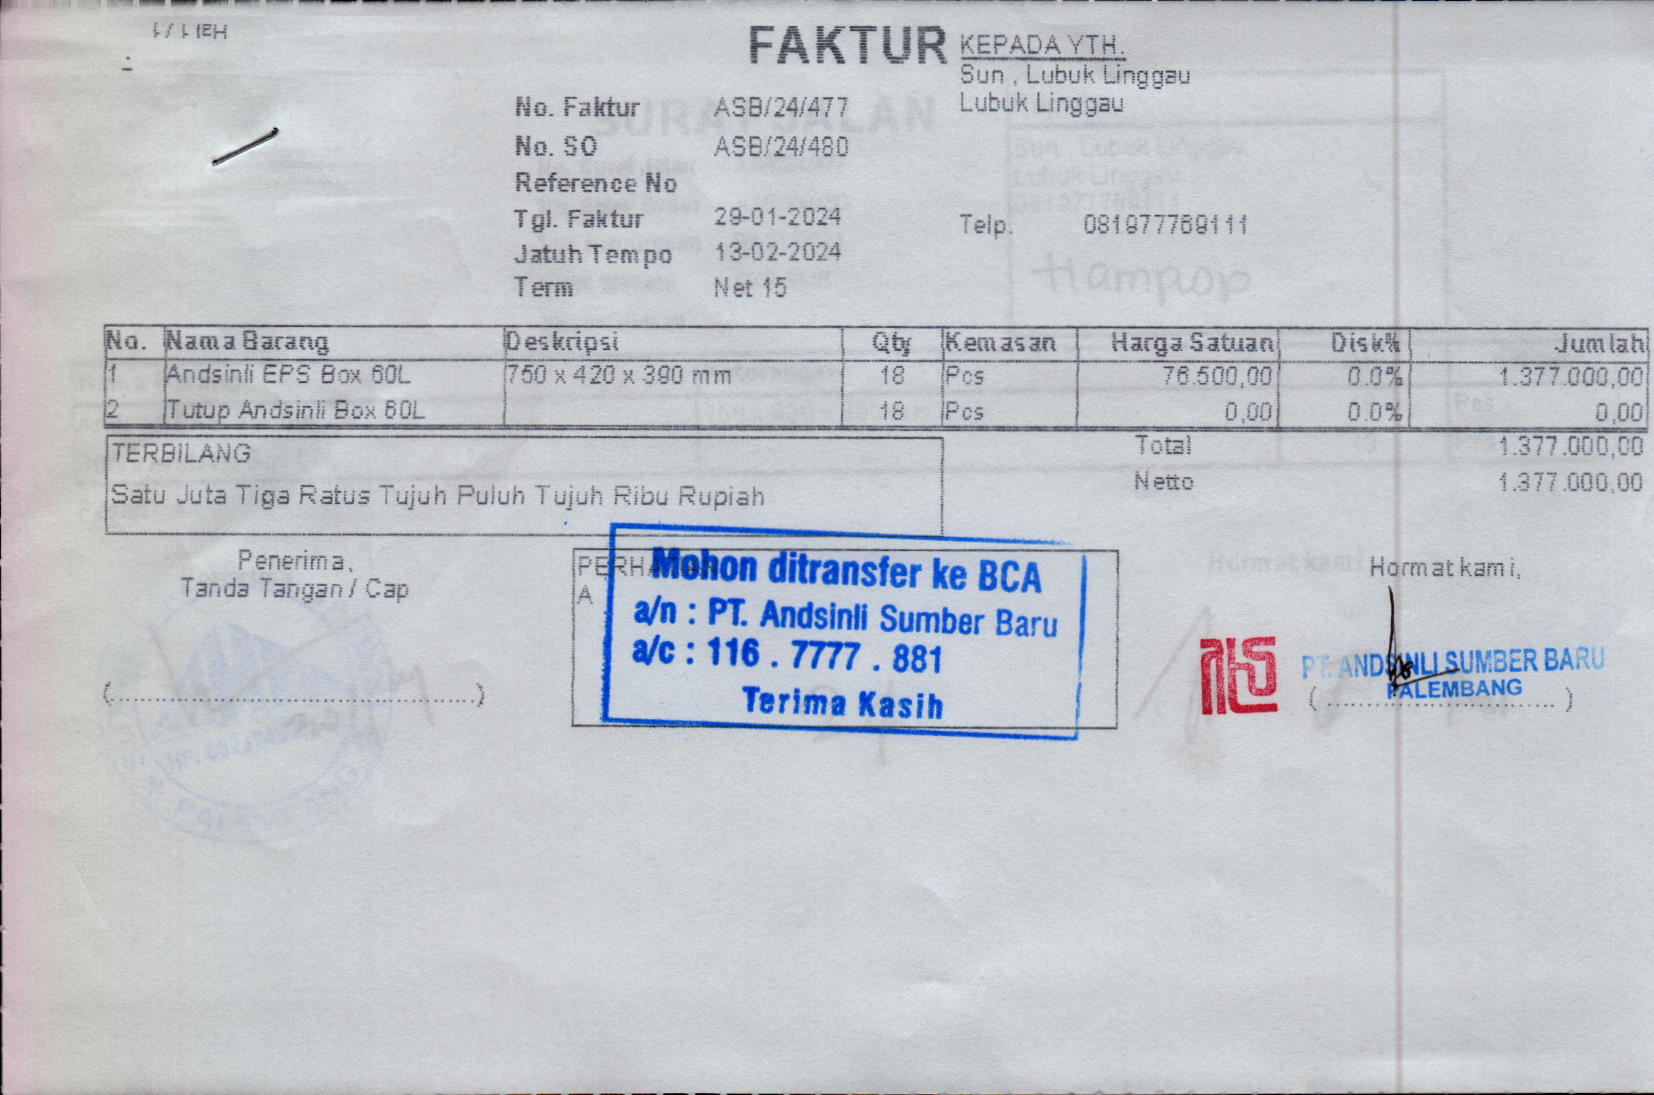 Hal 1 / 1
FAKTUR
KEPADA YTH.
Sun , Lubuk Linggau
Lubuk Linggau
No. Faktur ASB/24/477
No. SO ASB/24/480
Reference No
Tgl. Faktur 29-01-2024
Telp. 081977769111
Jatuh Tempo 13-02-2024
Term Net 15
Hampop
No. Nama Barang Deskripsi Qty Kemasan Harga Satuan Disk% Jumlah
1 Andsinli EPS Box 60L 750 x 420 x 390 mm 18 Pcs 76.500,00 0.0% 1.377.000,00
2 Tutup Andsinli Box 60L 18 Pcs 0,00 0.0% 0,00
TERBILANG
Satu Juta Tiga Ratus Tujuh Puluh Tujuh Ribu Rupiah
Total 1.377.000,00
Netto 1.377.000,00
Penerima,
Tanda Tangan / Cap
(......................................................)
Mohon ditransfer ke BCA
a/n : PT. Andsinli Sumber Baru
a/c : 116 . 7777 . 881
Terima Kasih
Hormat kami,
PT. ANDSINLI SUMBER BARU
PALEMBANG
( .................................. )